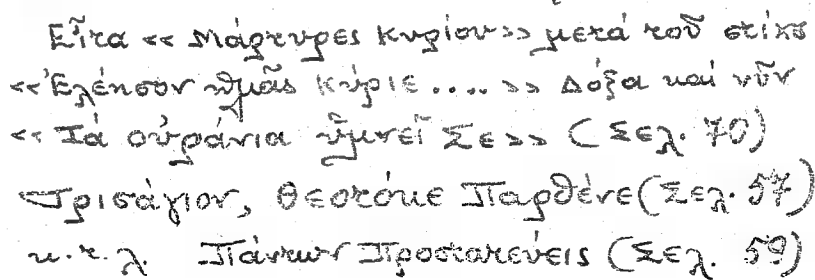 Εἶτα << Μάρτυρες Κυρίου>> μετά τοῦ στίχου
<<Ἐλέησον ἡμᾶς Κύριε .... >> Δόξα καί νῦν
<< Τά οὐράνια ὑμνεῖ Σε>> (Σελ. 70)
Τρισάγιον, Θεοτόκε Παρθένε (Σελ. 57)
κ.τ.λ. Πάντων Προστατεύεις (Σελ. 59)